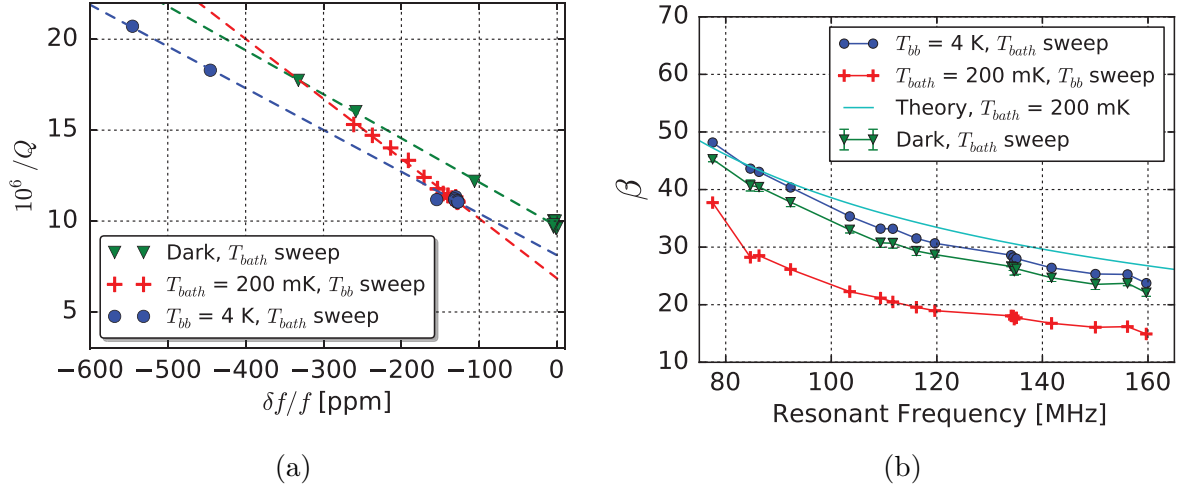 20
15
10
5
10^6/Q
Dark, T_bath sweep
T_bath = 200 mK, T_bb sweep
T_bb = 4 K, T_bath sweep
−600 −500 −400 −300 −200 −100 0
δf/f [ppm]
(a)
70
60
50
40
30
20
10
β
T_bb = 4 K, T_bath sweep
T_bath = 200 mK, T_bb sweep
Theory, T_bath = 200 mK
Dark, T_bath sweep
80 100 120 140 160
Resonant Frequency [MHz]
(b)